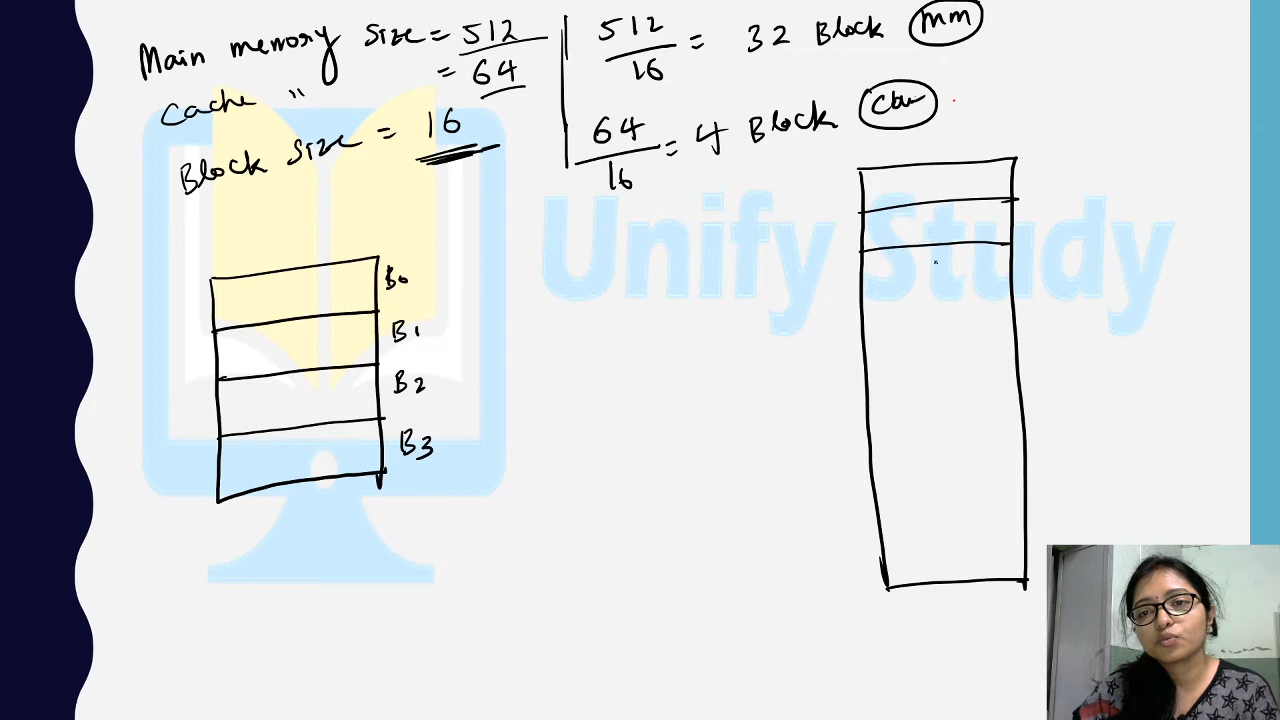 Main memory size = 512
Cache " = 64
Block size = 16
512/16 = 32 Block mm
64/16 = 4 Block
B0
B1
B2
B3
Unify Study